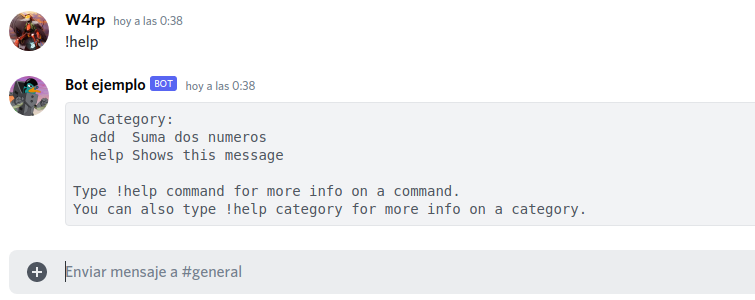 W4rp hoy a las 0:38
!help
Bot ejemplo BOT hoy a las 0:38
No Category:
  add  Suma dos numeros
  help Shows this message

Type !help command for more info on a command.
You can also type !help category for more info on a category.
Enviar mensaje a #general